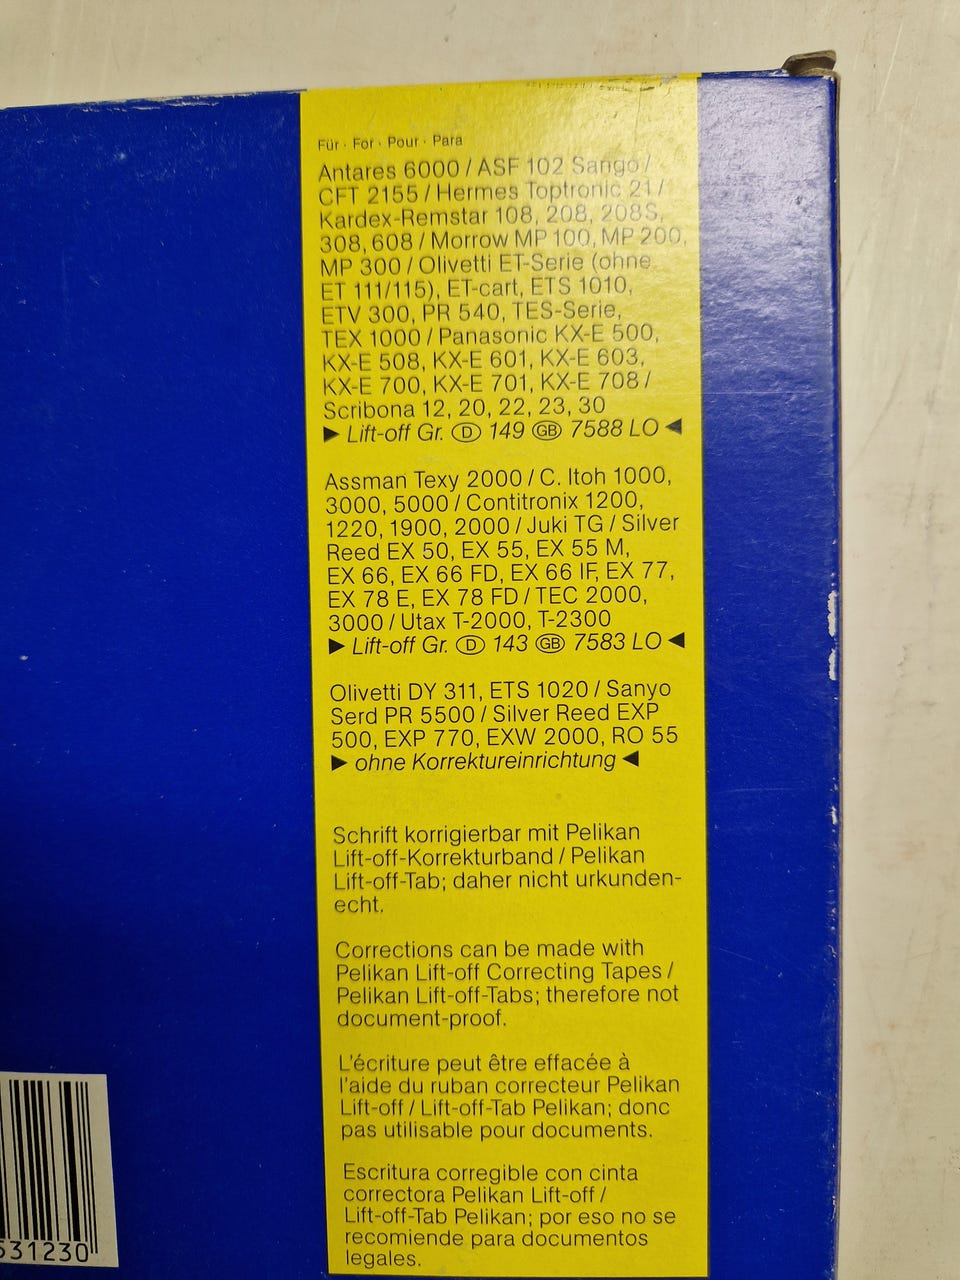 Für · For · Pour · Para
Antares 6000 / ASF 102 Sango /
CFT 2155 / Hermes Toptronic 21 /
Kardex-Remstar 108, 208, 208S,
308, 608 / Morrow MP 100, MP 200,
MP 300 / Olivetti ET-Serie (ohne
ET 111/115), ET-cart, ETS 1010,
ETV 300, PR 540, TES-Serie,
TEX 1000 / Panasonic KX-E 500,
KX-E 508, KX-E 601, KX-E 603,
KX-E 700, KX-E 701, KX-E 708 /
Scribona 12, 20, 22, 23, 30
► Lift-off Gr. D 149 GB 7588 LO ◄
Assman Texy 2000 / C. Itoh 1000,
3000, 5000 / Contitronix 1200,
1220, 1900, 2000 / Juki TG / Silver
Reed EX 50, EX 55, EX 55 M,
EX 66, EX 66 FD, EX 66 IF, EX 77,
EX 78 E, EX 78 FD / TEC 2000,
3000 / Utax T-2000, T-2300
► Lift-off Gr. D 143 GB 7583 LO ◄
Olivetti DY 311, ETS 1020 / Sanyo
Serd PR 5500 / Silver Reed EXP
500, EXP 770, EXW 2000, RO 55
► ohne Korrektureinrichtung ◄
Schrift korrigierbar mit Pelikan
Lift-off-Korrekturband / Pelikan
Lift-off-Tab; daher nicht urkunden-
echt.
Corrections can be made with
Pelikan Lift-off Correcting Tapes /
Pelikan Lift-off-Tabs; therefore not
document-proof.
L'écriture peut être effacée à
l'aide du ruban correcteur Pelikan
Lift-off / Lift-off-Tab Pelikan; donc
pas utilisable pour documents.
Escritura corregible con cinta
correctora Pelikan Lift-off /
Lift-off-Tab Pelikan; por eso no se
recomiende para documentos
legales.
531230